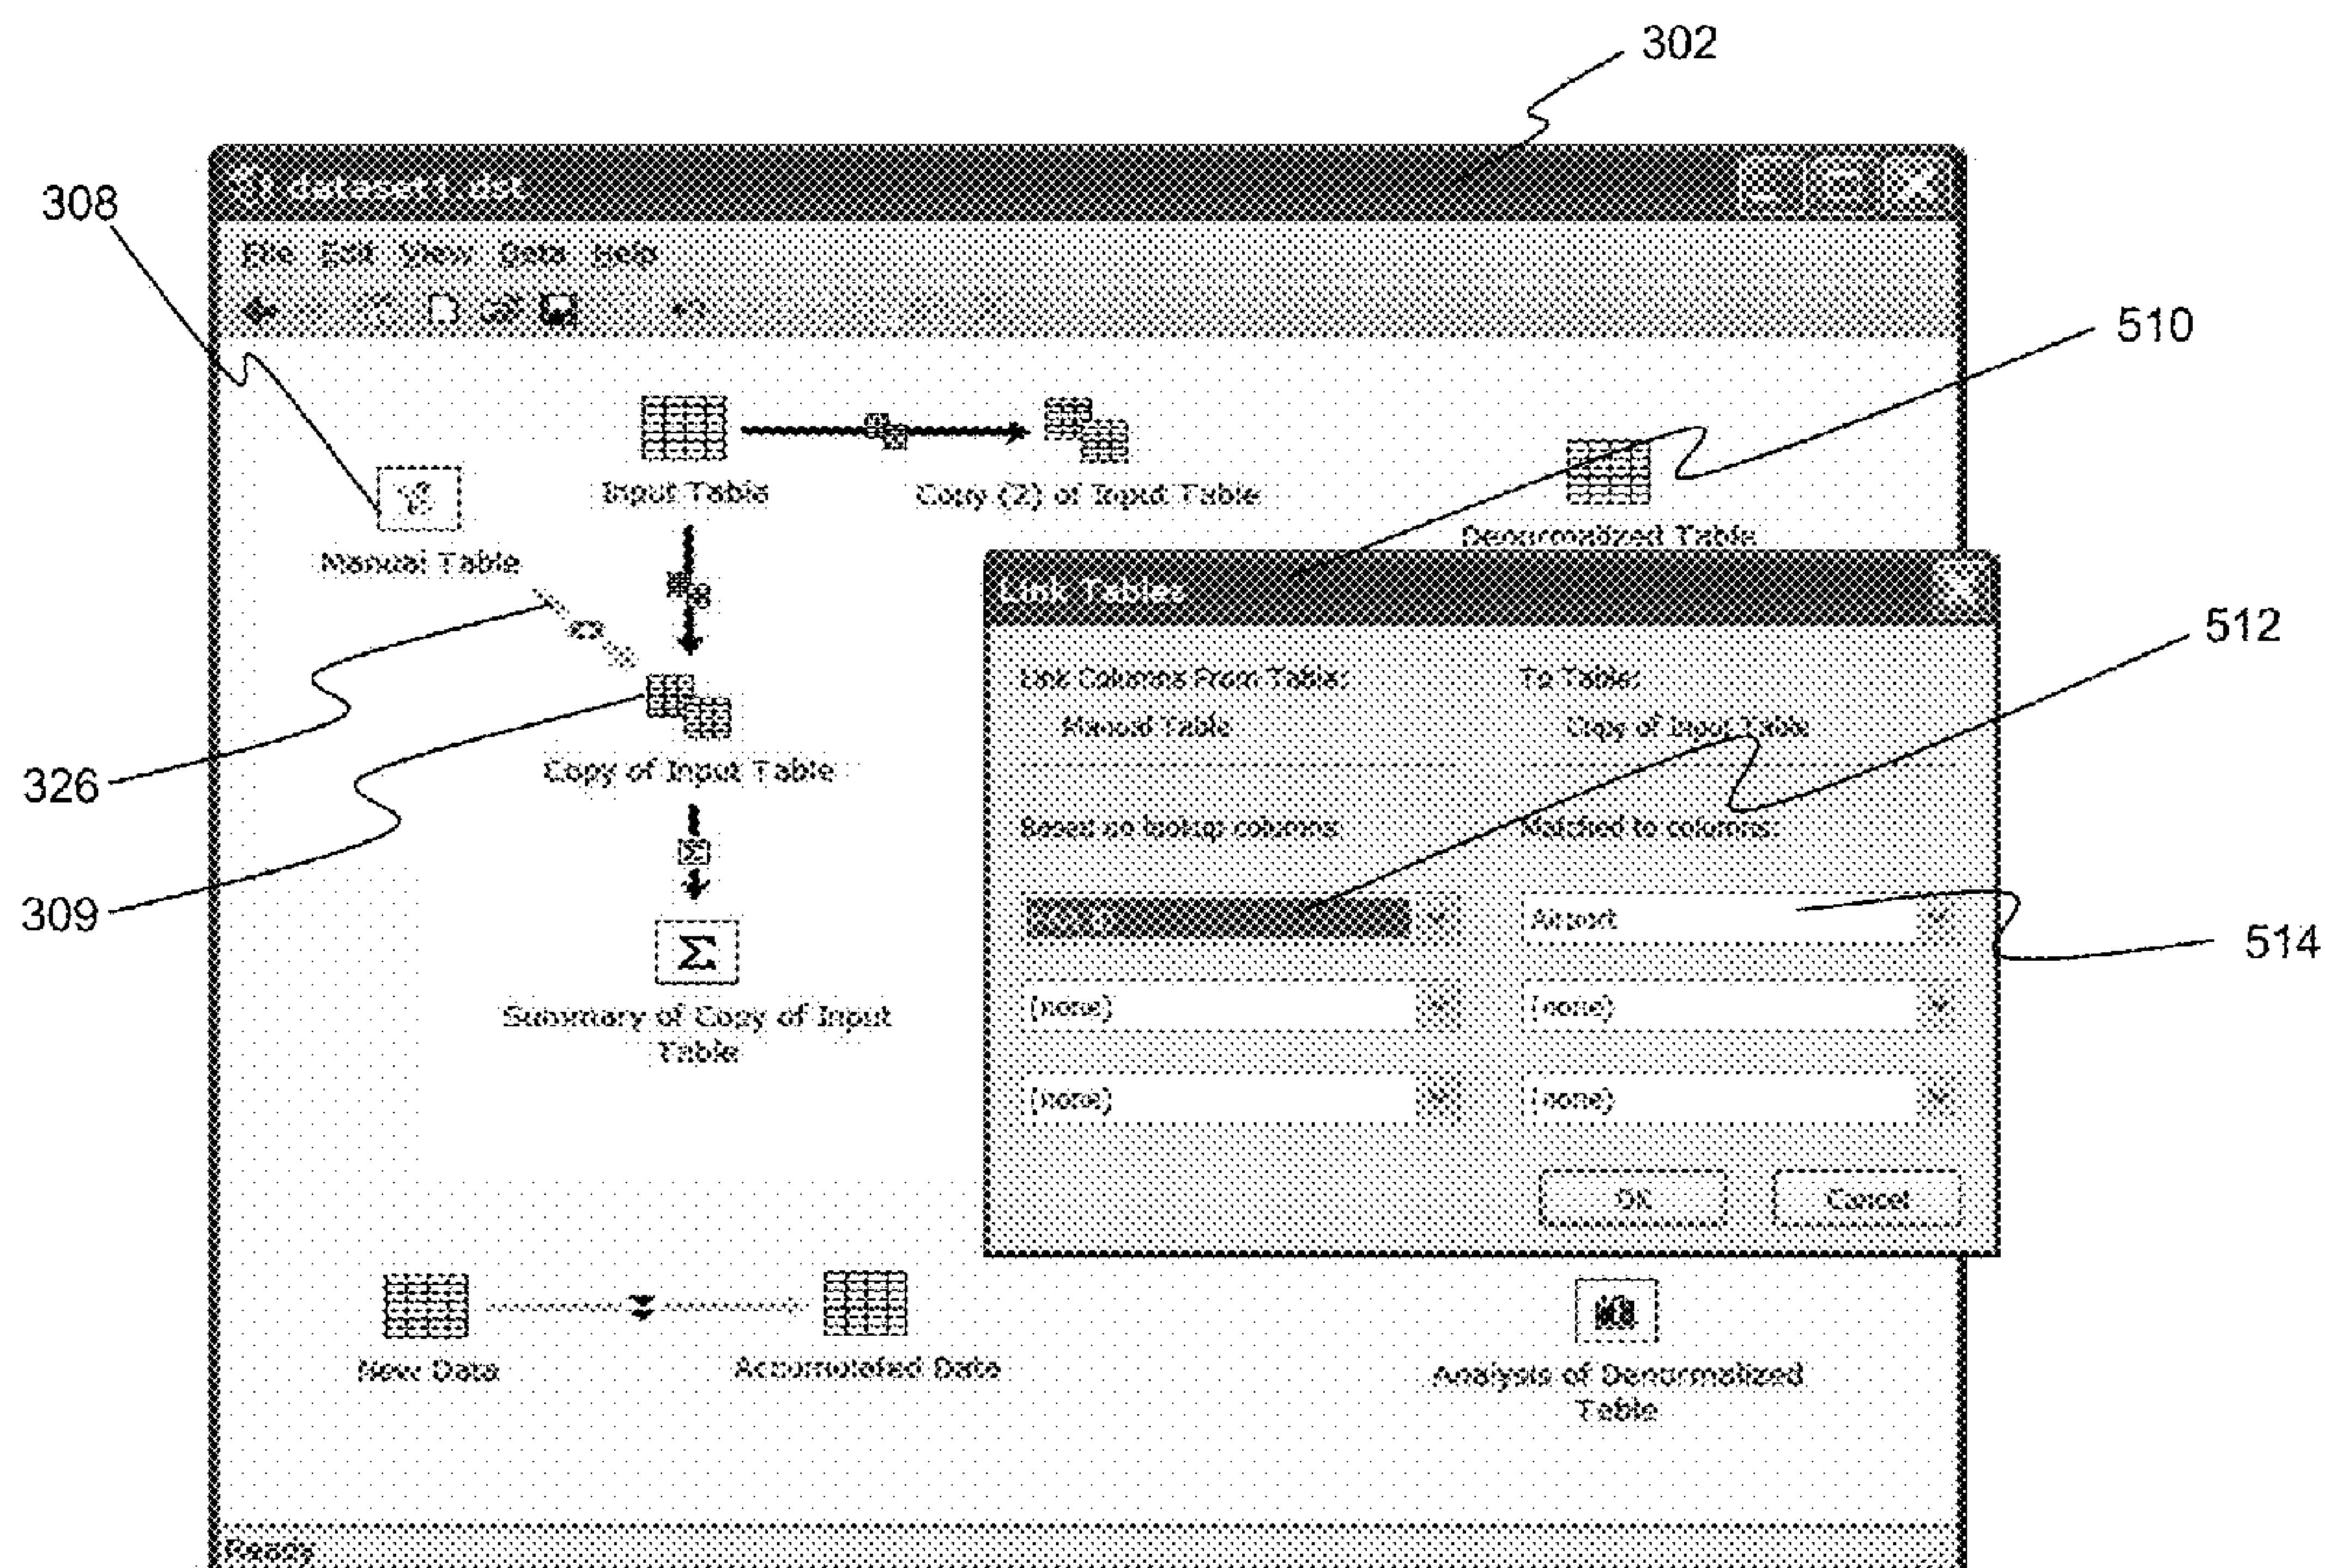 302
dataset1.dst
308
File Edit View Data Help
510
Input Table
Copy (2) of Input Table
Denormalized Table
Manual Table
Link Tables
512
Link Columns From Table:
To Table:
Manual Table
Copy of Input Table
326
Copy of Input Table
Based on lookup columns:
Matched to columns:
309
Airport
514
Σ
(none)
(none)
Summary of Copy of Input
Table
(none)
(none)
OK
Cancel
New Data
Accumulated Data
Analysis of Denormalized
Table
Ready